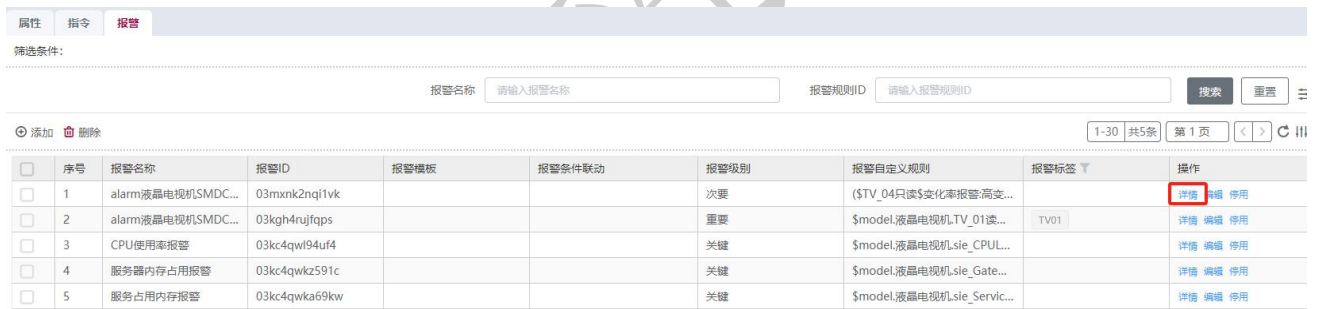 属性 指令 报警
筛选条件：
报警名称 请输入报警名称 报警规则ID 请输入报警规则ID 搜索 重置
添加 删除 1-30 共5条 第 1 页
序号 报警名称 报警ID 报警模板 报警条件联动 报警级别 报警自定义规则 报警标签 操作
1 alarm液晶电视机SMDC... 03mxnk2nqi1vk 次要 ($TV_04只读$变化率报警:高变... 详情 编辑 停用
2 alarm液晶电视机SMDC... 03kgh4rujfqps 重要 $model.液晶电视机.TV_01读... TV01 详情 编辑 停用
3 CPU使用率报警 03kc4qwl94uf4 关键 $model.液晶电视机.sie_CPUL... 详情 编辑 停用
4 服务器内存占用报警 03kc4qwkz591c 关键 $model.液晶电视机.sie_Gate... 详情 编辑 停用
5 服务占用内存报警 03kc4qwka69kw 关键 $model.液晶电视机.sie_Servic... 详情 编辑 停用